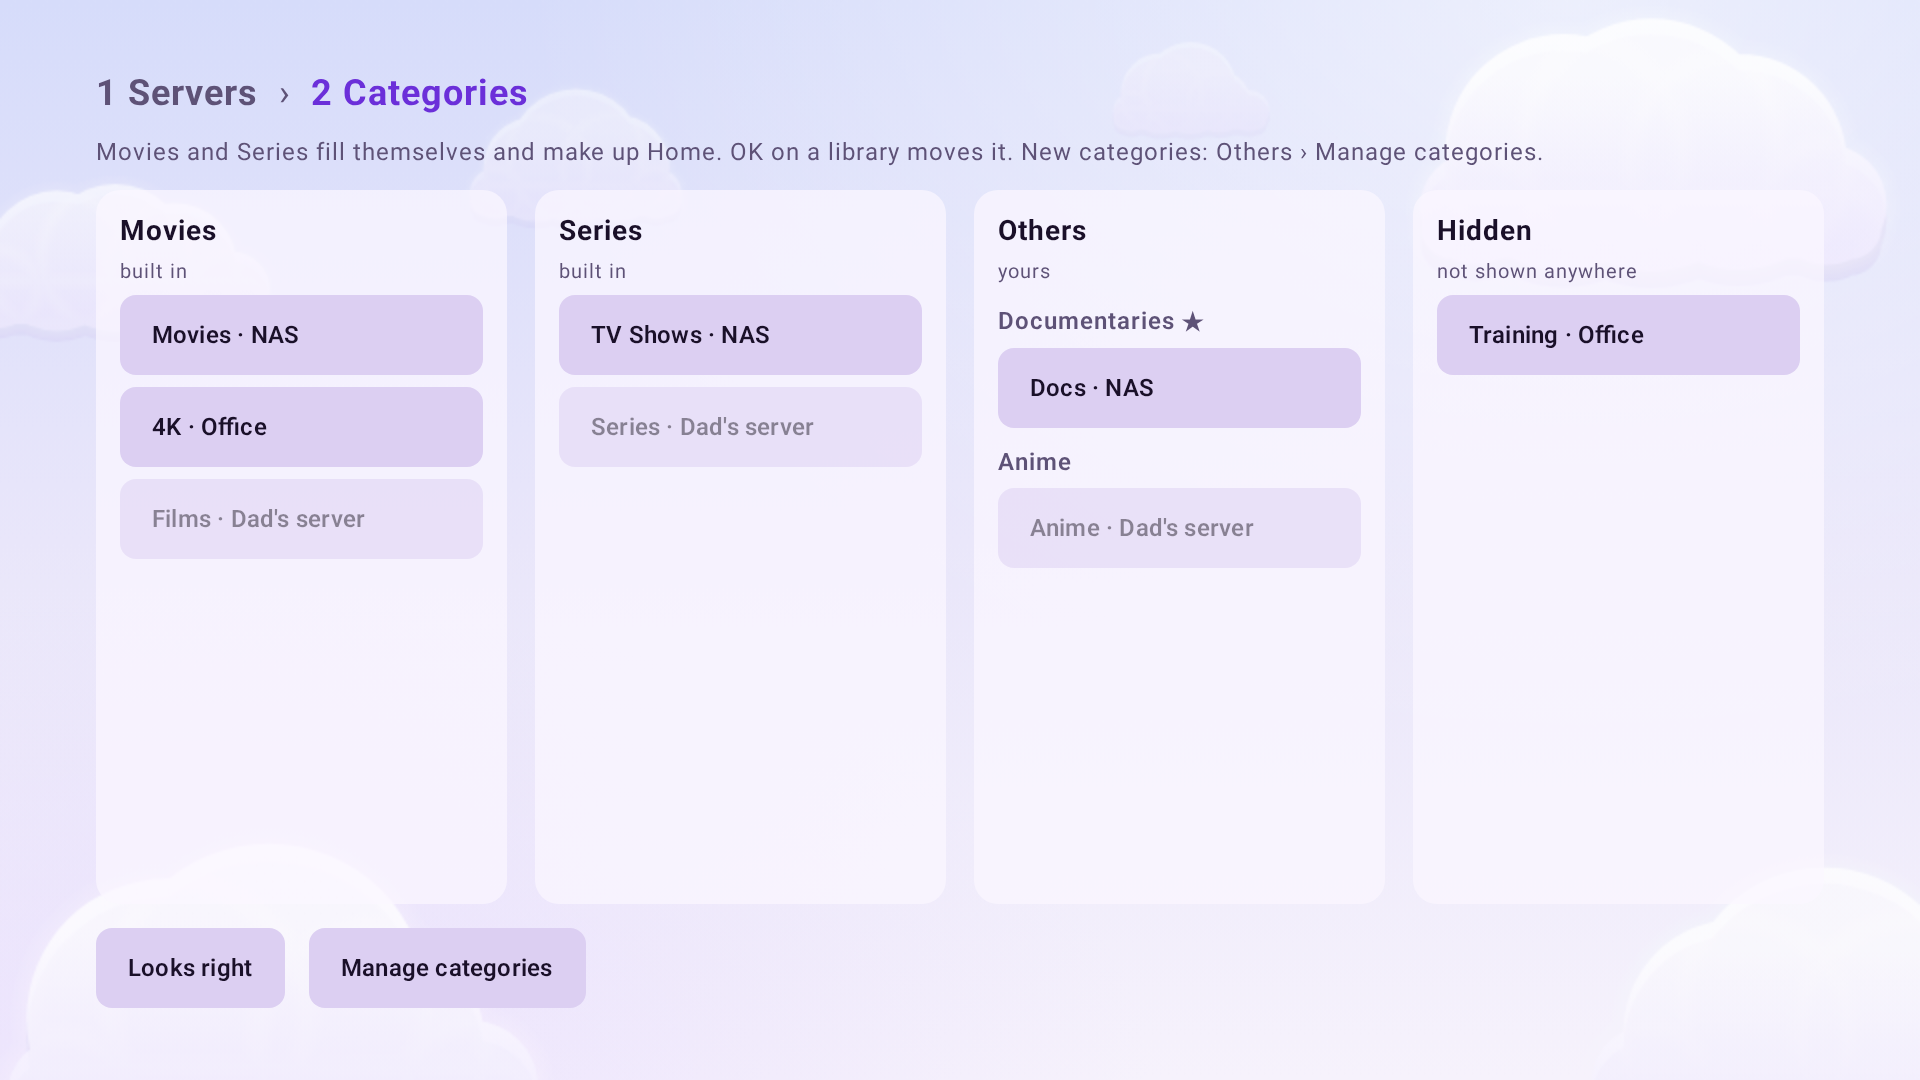 1 Servers › 2 Categories
Movies and Series fill themselves and make up Home. OK on a library moves it. New categories: Others › Manage categories.
Movies
built in
Movies · NAS
4K · Office
Films · Dad's server
Series
built in
TV Shows · NAS
Series · Dad's server
Others
yours
Documentaries ★
Docs · NAS
Anime
Anime · Dad's server
Hidden
not shown anywhere
Training · Office
Looks right
Manage categories